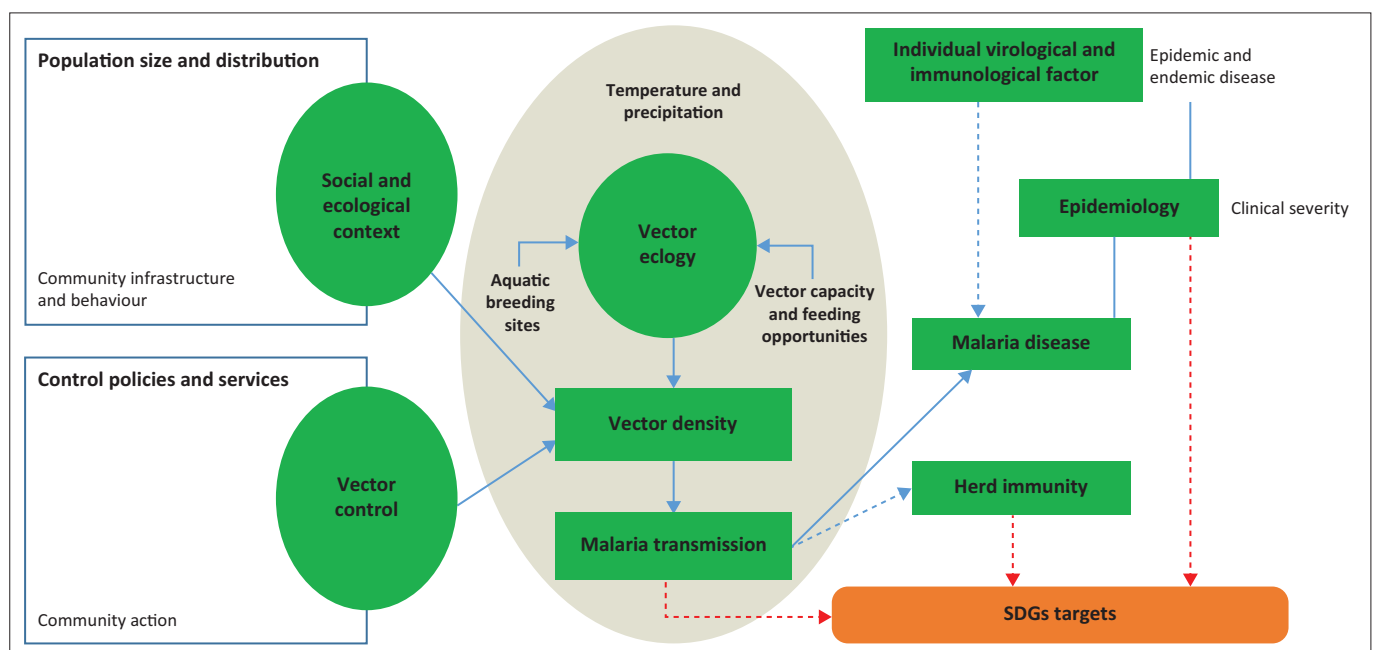 Population size and distribution
Social and
ecological
context
Community infrastructure
and behaviour
Control policies and services
Vector
control
Community action
Temperature and
precipitation
Vector
eclogy
Aquatic
breeding
sites
Vector capacity
and feeding
opportunities
Vector density
Malaria transmission
Individual virological and
immunological factor
Epidemic and
endemic disease
Epidemiology
Clinical severity
Malaria disease
Herd immunity
SDGs targets